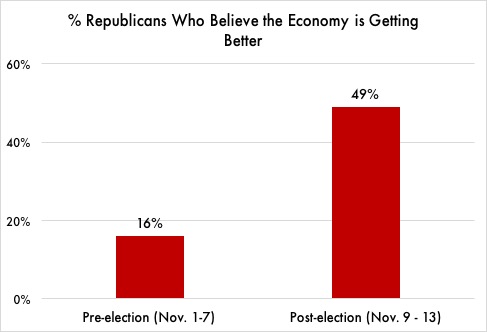 % Republicans Who Believe the Economy is Getting
Better
60%
49%
40%
20%
16%
0%
Pre-election (Nov. 1-7)
Post-election (Nov. 9 - 13)